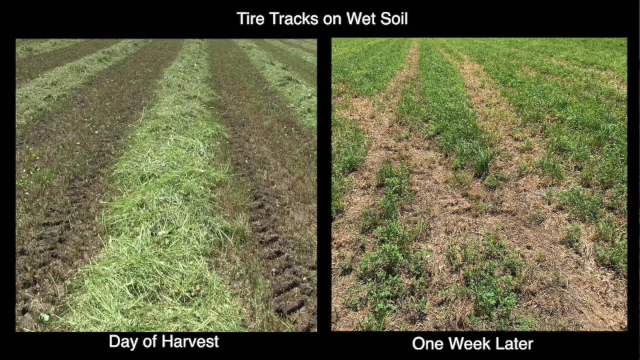 Tire Tracks on Wet Soil
Day of Harvest
One Week Later